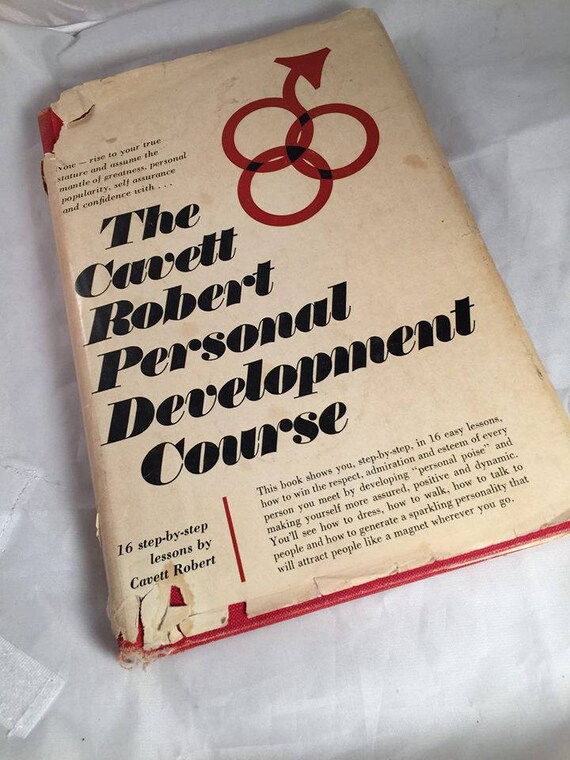 Now — rise to your true
stature and assume the
mantle of greatness, personal
popularity, self assurance
and confidence with . . .
The
Cavett
Robert
Personal
Development
Course
16 step-by-step
lessons by
Cavett Robert
This book shows you, step-by-step, in 16 easy lessons,
how to win the respect, admiration and esteem of every
person you meet by developing "personal poise" and
making yourself more assured, positive and dynamic.
You'll see how to dress, how to walk, how to talk to
people and how to generate a sparkling personality that
will attract people like a magnet wherever you go.